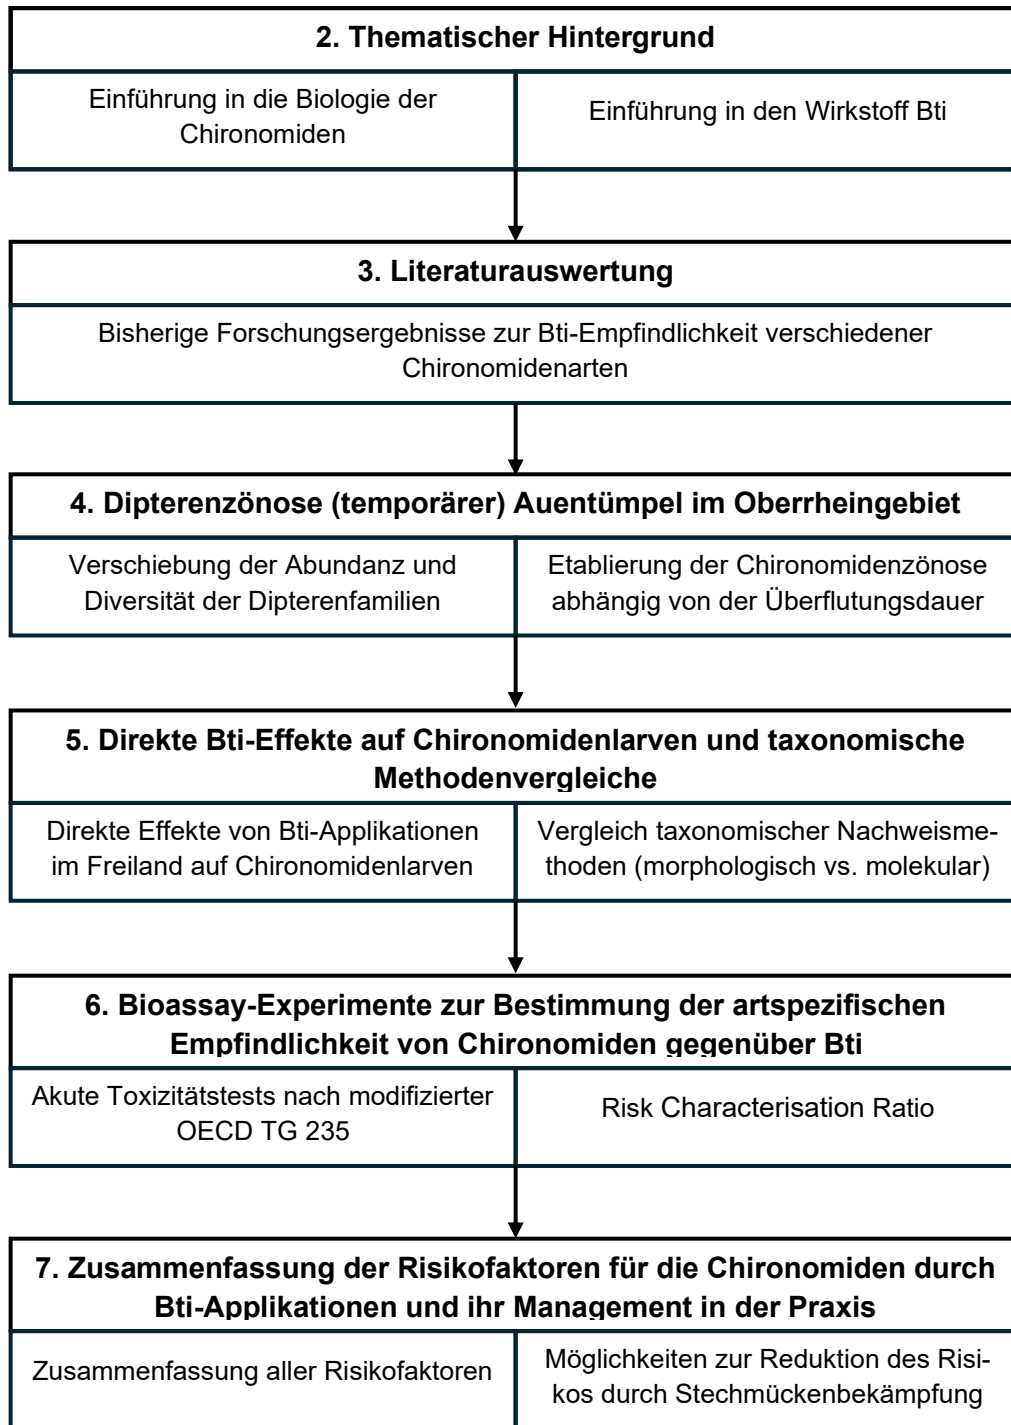 2. Thematischer Hintergrund
Einführung in die Biologie der
Chironomiden
Einführung in den Wirkstoff Bti
3. Literaturauswertung
Bisherige Forschungsergebnisse zur Bti-Empfindlichkeit verschiedener
Chironomidenarten
4. Dipterenzönose (temporärer) Auentümpel im Oberrheingebiet
Verschiebung der Abundanz und
Diversität der Dipterenfamilien
Etablierung der Chironomidenzönose
abhängig von der Überflutungsdauer
5. Direkte Bti-Effekte auf Chironomidenlarven und taxonomische
Methodenvergleiche
Direkte Effekte von Bti-Applikationen
im Freiland auf Chironomidenlarven
Vergleich taxonomischer Nachweisme-
thoden (morphologisch vs. molekular)
6. Bioassay-Experimente zur Bestimmung der artspezifischen
Empfindlichkeit von Chironomiden gegenüber Bti
Akute Toxizitätstests nach modifizierter
OECD TG 235
Risk Characterisation Ratio
7. Zusammenfassung der Risikofaktoren für die Chironomiden durch
Bti-Applikationen und ihr Management in der Praxis
Zusammenfassung aller Risikofaktoren
Möglichkeiten zur Reduktion des Risi-
kos durch Stechmückenbekämpfung